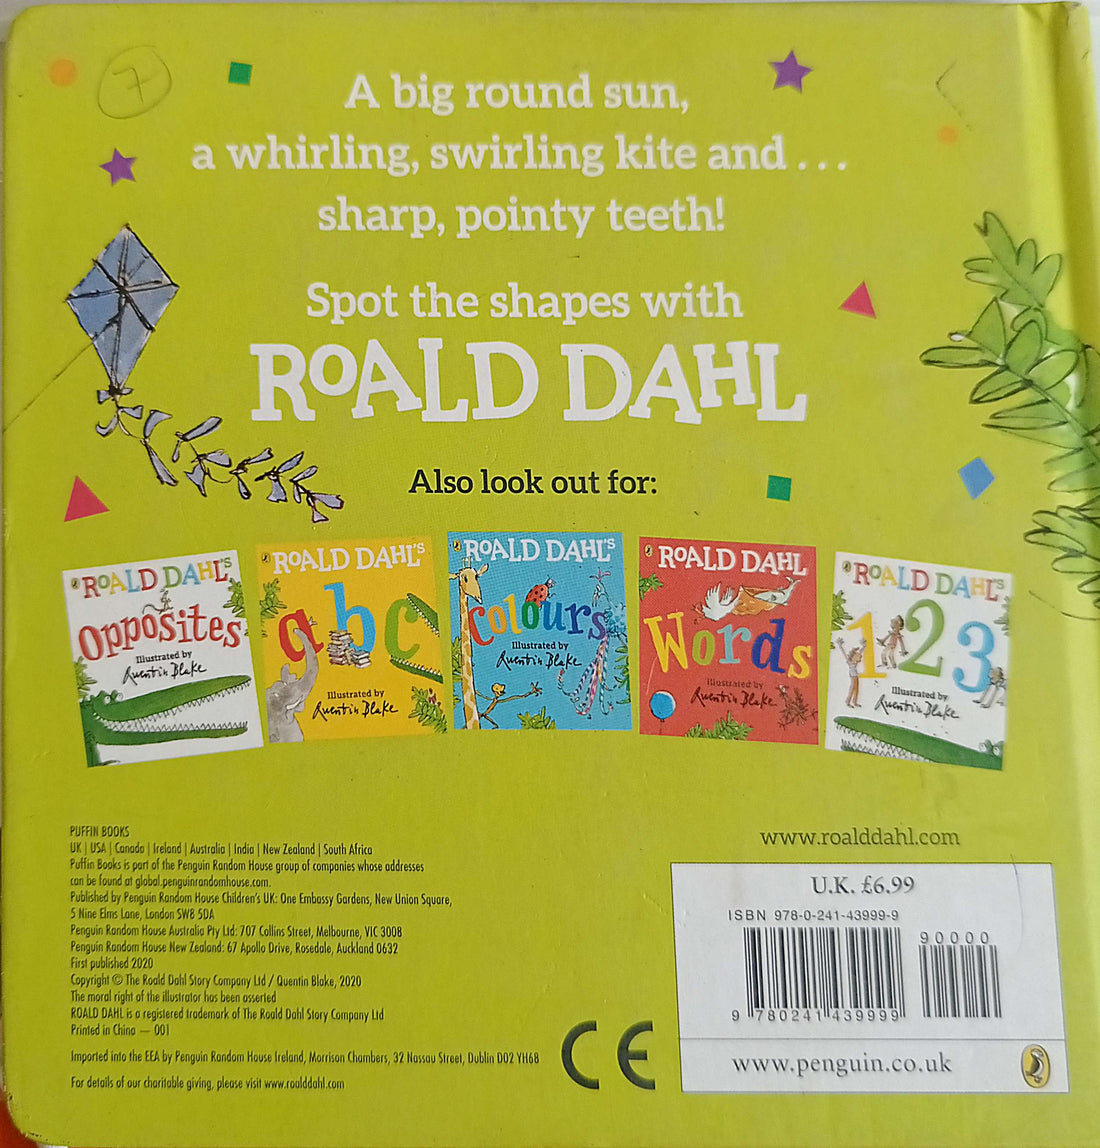 7
A big round sun,
a whirling, swirling kite and . . .
sharp, pointy teeth!
Spot the shapes with
ROALD DAHL
Also look out for:
ROALD DAHL'S
Opposites
Illustrated by
Quentin Blake
ROALD DAHL'S
abc
Illustrated by
Quentin Blake
ROALD DAHL'S
colours
Illustrated by
Quentin Blake
ROALD DAHL
Words
Illustrated by
Quentin Blake
ROALD DAHL'S
123
Illustrated by
Quentin Blake
PUFFIN BOOKS
UK | USA | Canada | Ireland | Australia | India | New Zealand | South Africa
Puffin Books is part of the Penguin Random House group of companies whose addresses
can be found at global.penguinrandomhouse.com.
Published by Penguin Random House Children's UK: One Embassy Gardens, New Union Square,
5 Nine Elms Lane, London SW8 5DA
Penguin Random House Australia Pty Ltd: 707 Collins Street, Melbourne, VIC 3008
Penguin Random House New Zealand: 67 Apollo Drive, Rosedale, Auckland 0632
First published 2020
Copyright © The Roald Dahl Story Company Ltd / Quentin Blake, 2020
The moral right of the illustrator has been asserted
ROALD DAHL is a registered trademark of The Roald Dahl Story Company Ltd
Printed in China — 001
Imported into the EEA by Penguin Random House Ireland, Morrison Chambers, 32 Nassau Street, Dublin D02 YH68
For details of our charitable giving, please visit www.roalddahl.com
CE
www.roalddahl.com
U.K. £6.99
ISBN 978-0-241-43999-9
90000
9 780241 439999
www.penguin.co.uk